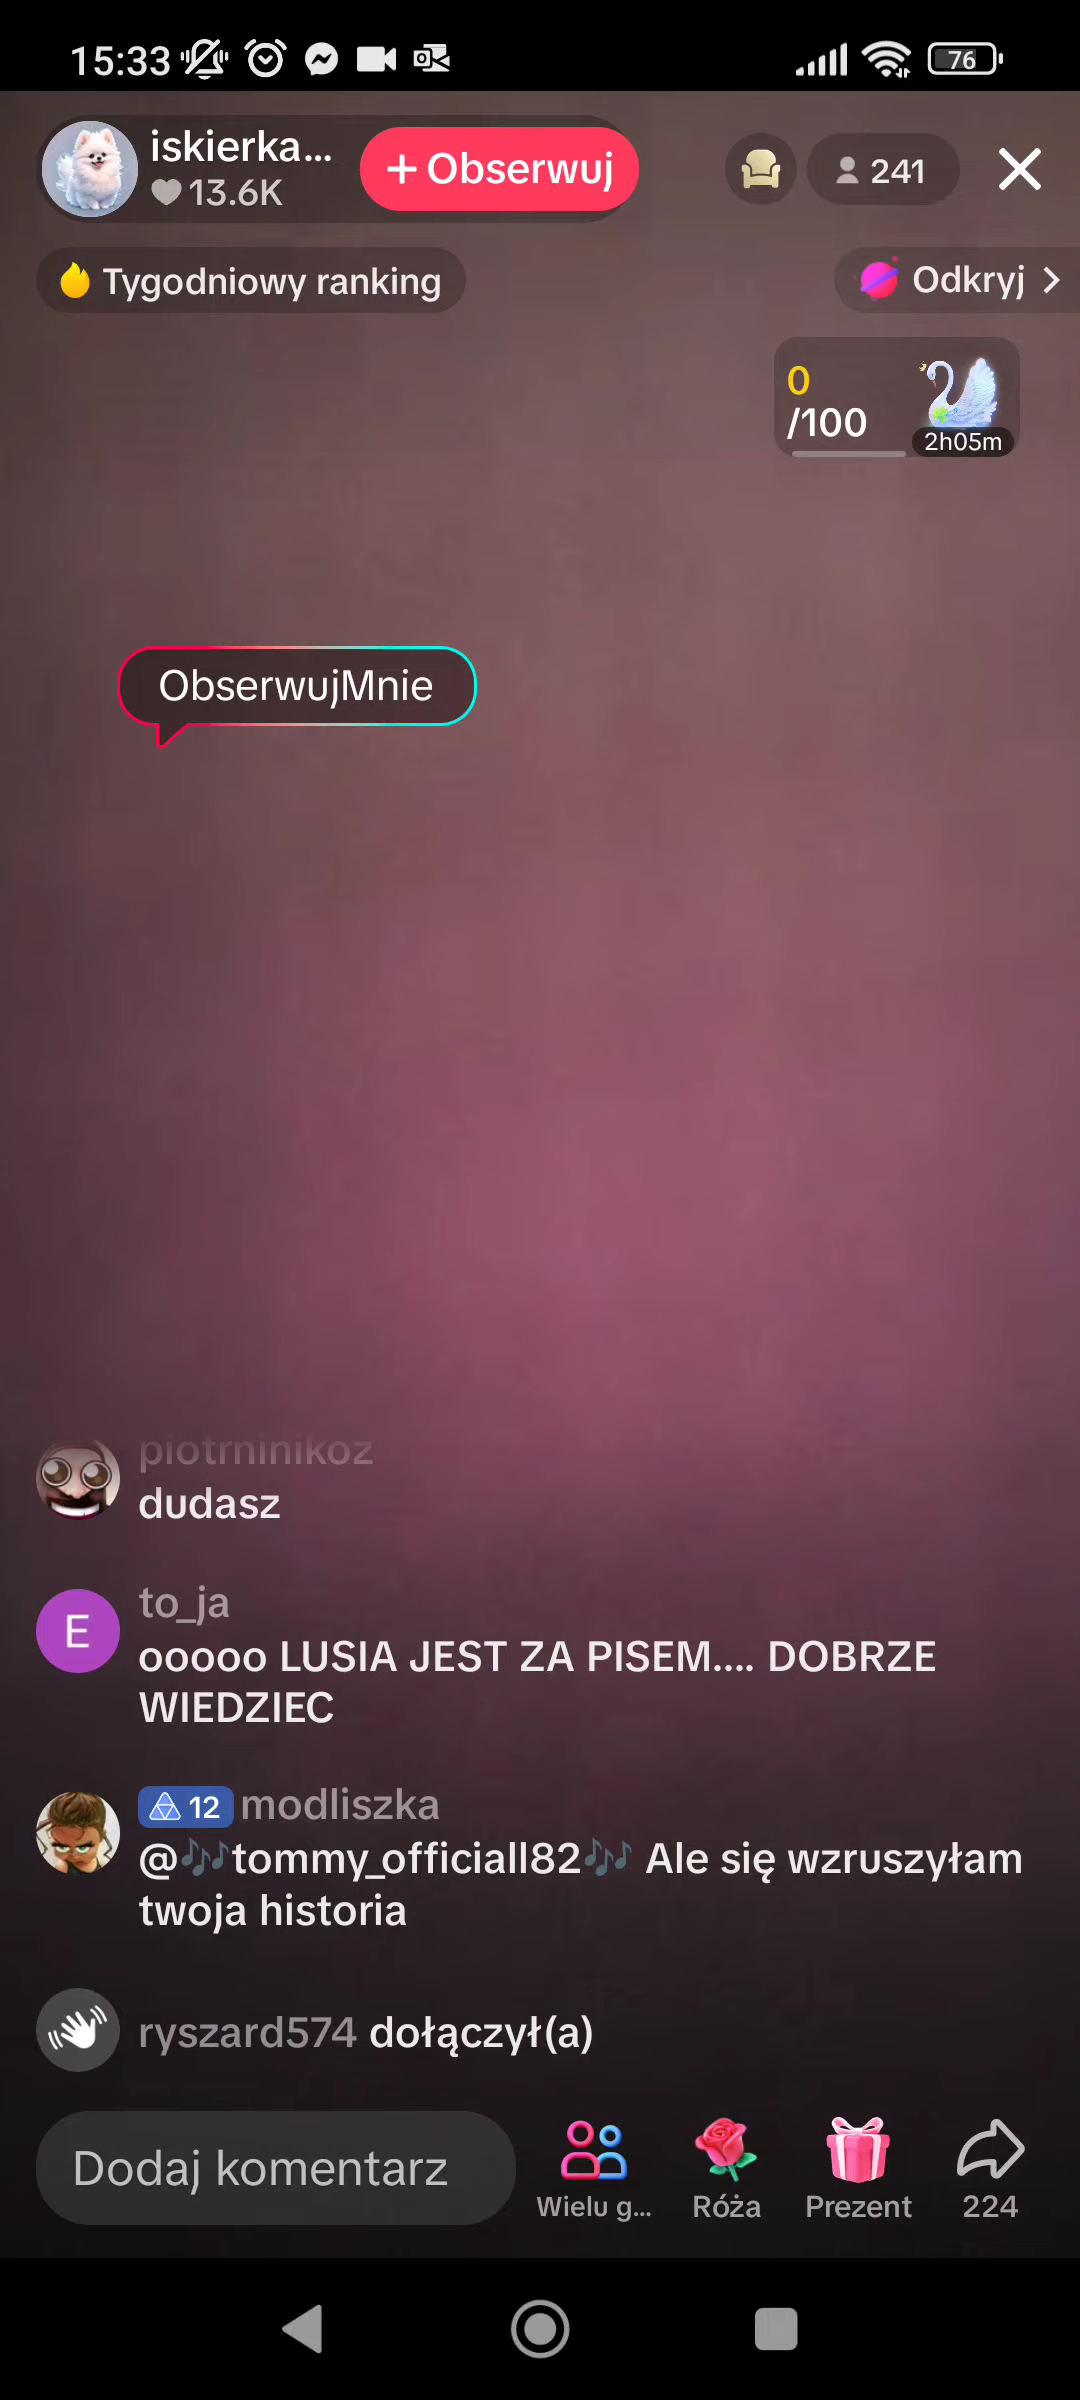 15:33
76
iskierka...
13.6K
+ Obserwuj
241
Tygodniowy ranking
Odkryj
0
/100
2h05m
ObserwujMnie
piotrninikoz
dudasz
E
to_ja
ooooo LUSIA JEST ZA PISEM.... DOBRZE
WIEDZIEC
12 modliszka
@🎶tommy_officiall82🎶 Ale się wzruszyłam
twoja historia
ryszard574 dołączył(a)
Dodaj komentarz
Wielu g...
Róża
Prezent
224